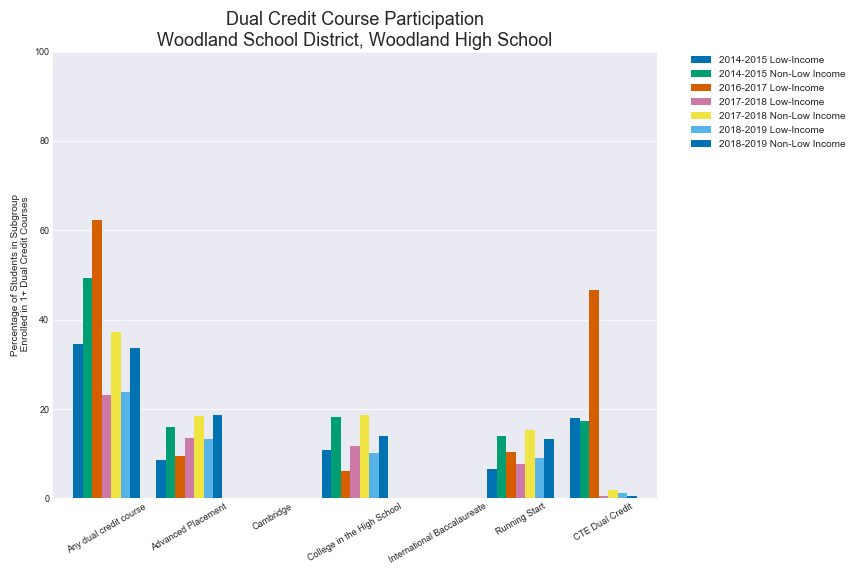 Dual Credit Course Participation
Woodland School District, Woodland High School
Percentage of Students in Subgroup
Enrolled in 1+ Dual Credit Courses
100
80
60
40
20
0
Any dual credit course
Advanced Placement
Cambridge
College in the High School
International Baccalaureate
Running Start
CTE Dual Credit
2014-2015 Low-Income
2014-2015 Non-Low Income
2016-2017 Low-Income
2017-2018 Low-Income
2017-2018 Non-Low Income
2018-2019 Low-Income
2018-2019 Non-Low Income